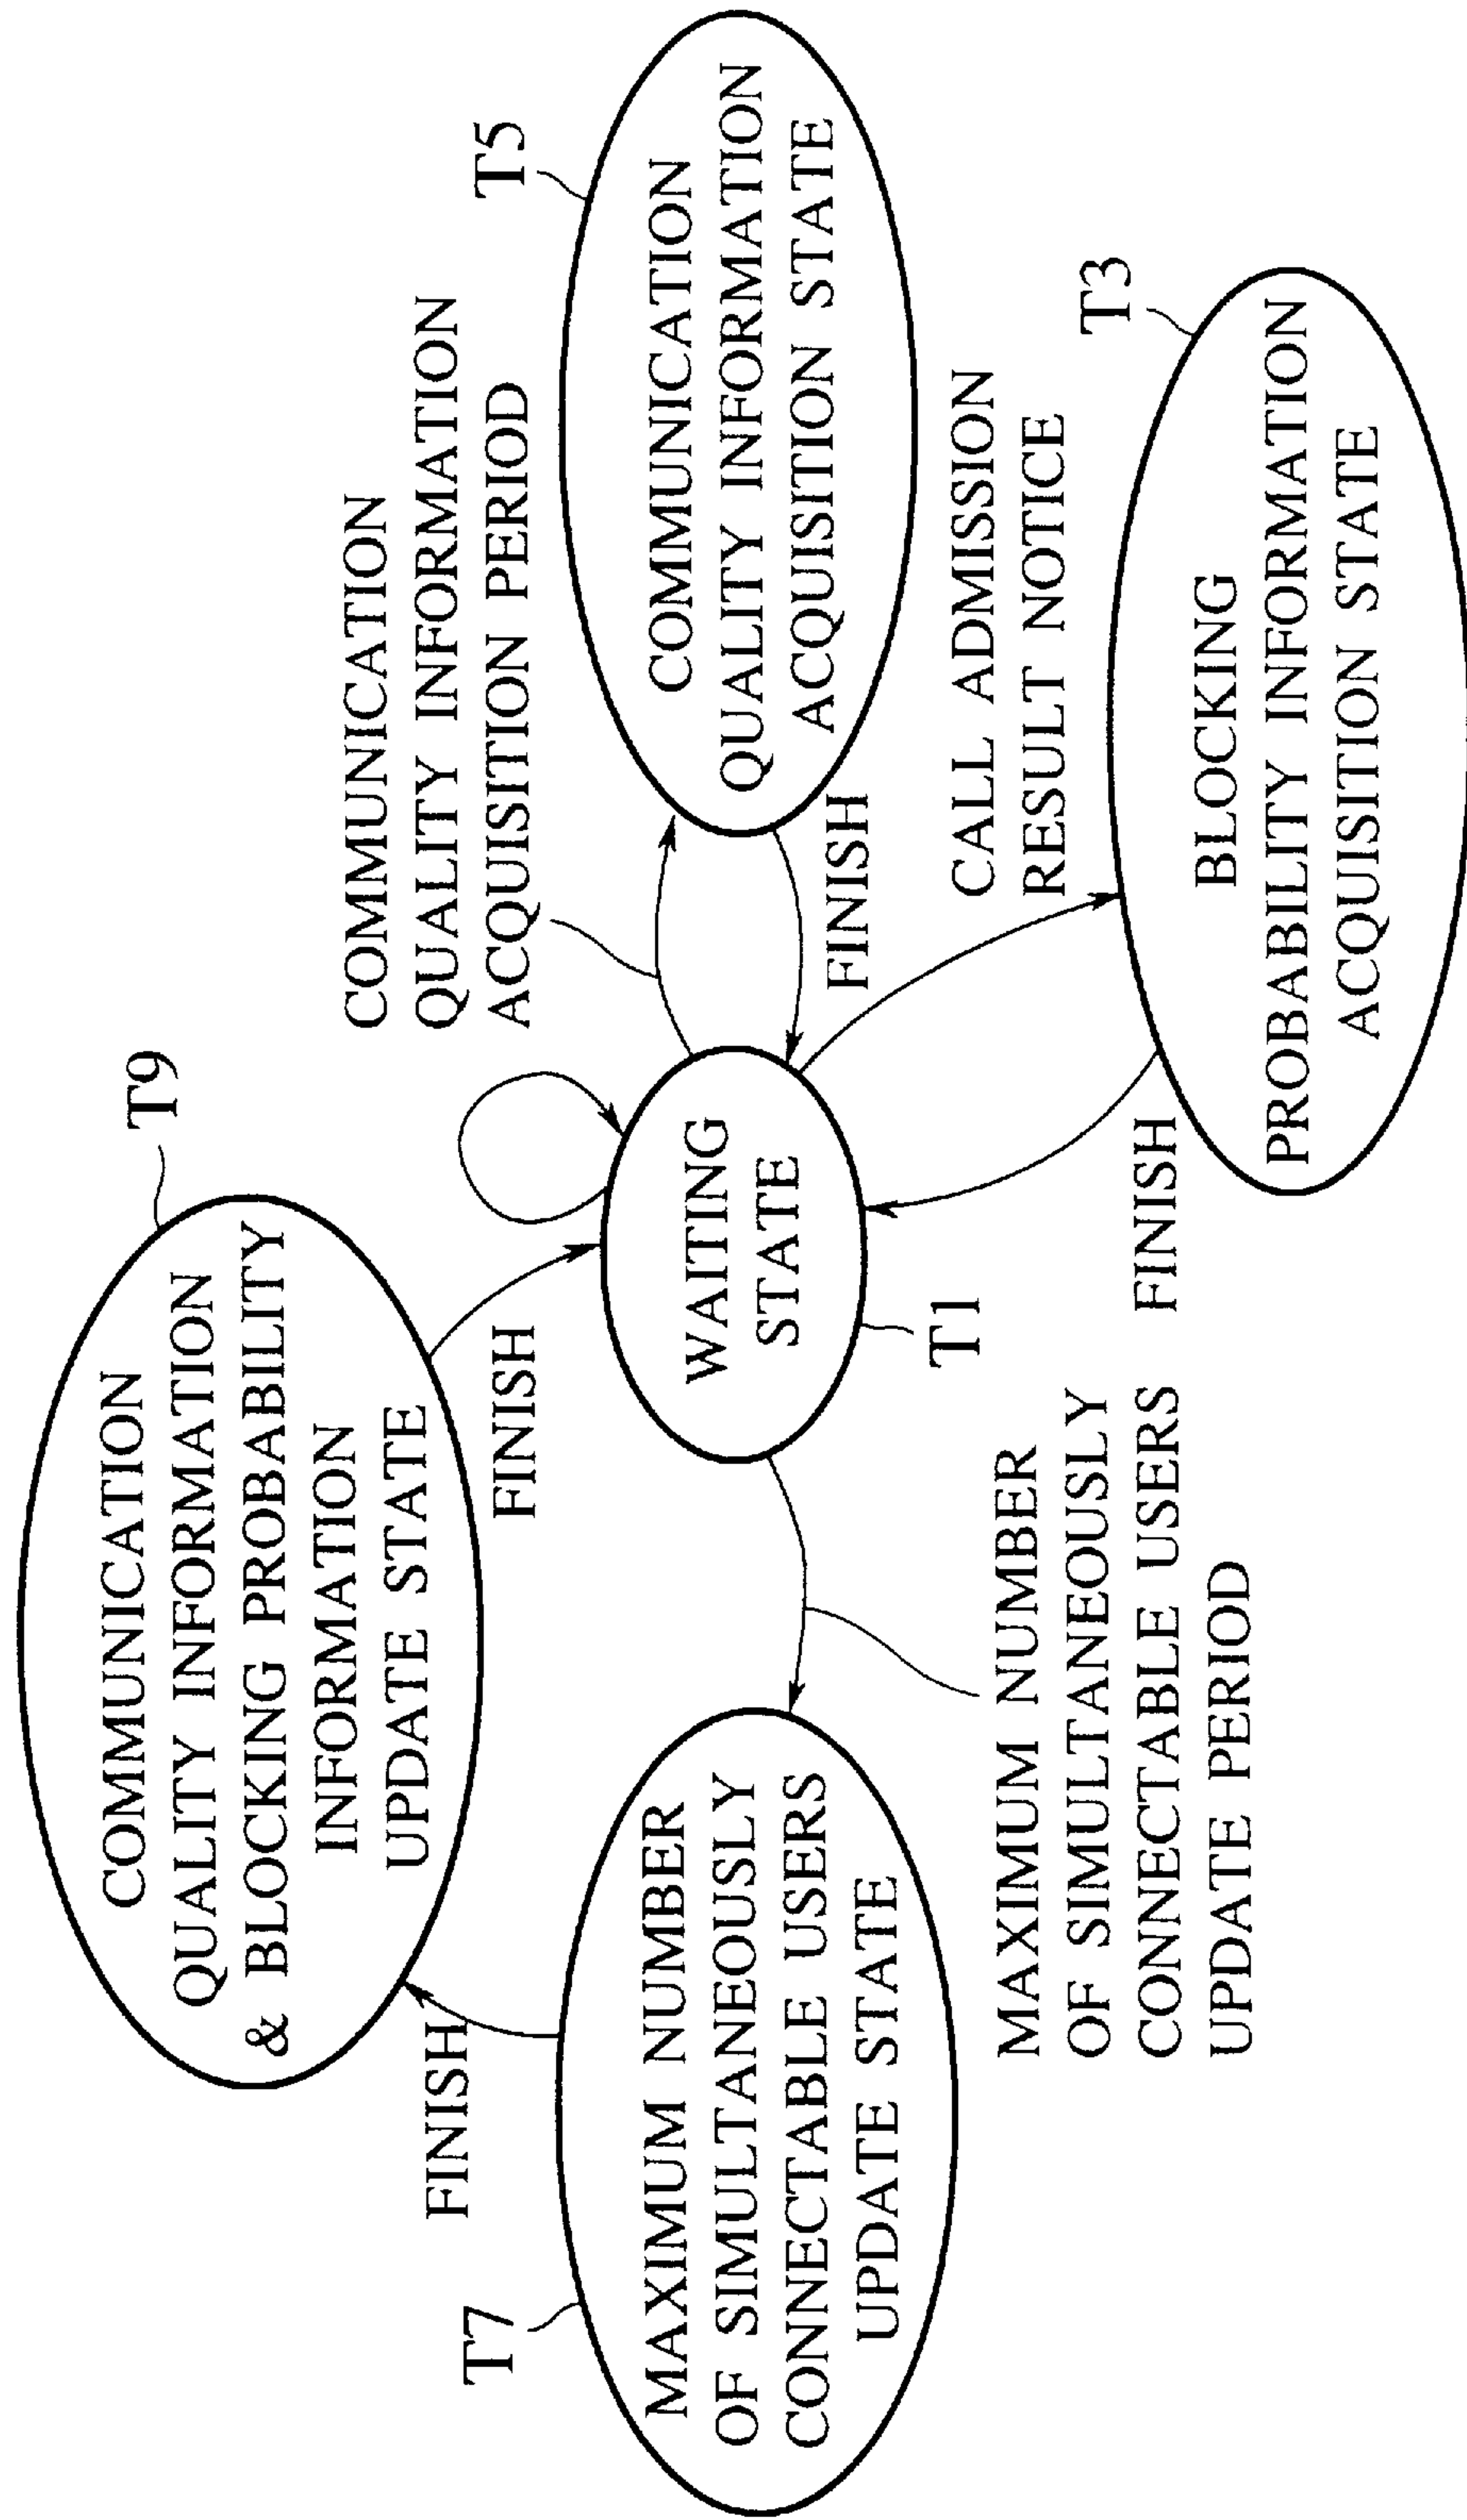 T9
COMMUNICATION
QUALITY INFORMATION
& BLOCKING PROBABILITY
INFORMATION
UPDATE STATE
COMMUNICATION
QUALITY INFORMATION
ACQUISITION PERIOD
T5
COMMUNICATION
QUALITY INFORMATION
ACQUISITION STATE
FINISH
FINISH
T7
MAXIMUM NUMBER
OF SIMULTANEOUSLY
CONNECTABLE USERS
UPDATE STATE
WAITING
STATE
T1
FINISH
CALL ADMISSION
RESULT NOTICE
MAXIMUM NUMBER
OF SIMULTANEOUSLY
CONNECTABLE USERS
UPDATE PERIOD
FINISH
T3
BLOCKING
PROBABILITY INFORMATION
ACQUISITION STATE